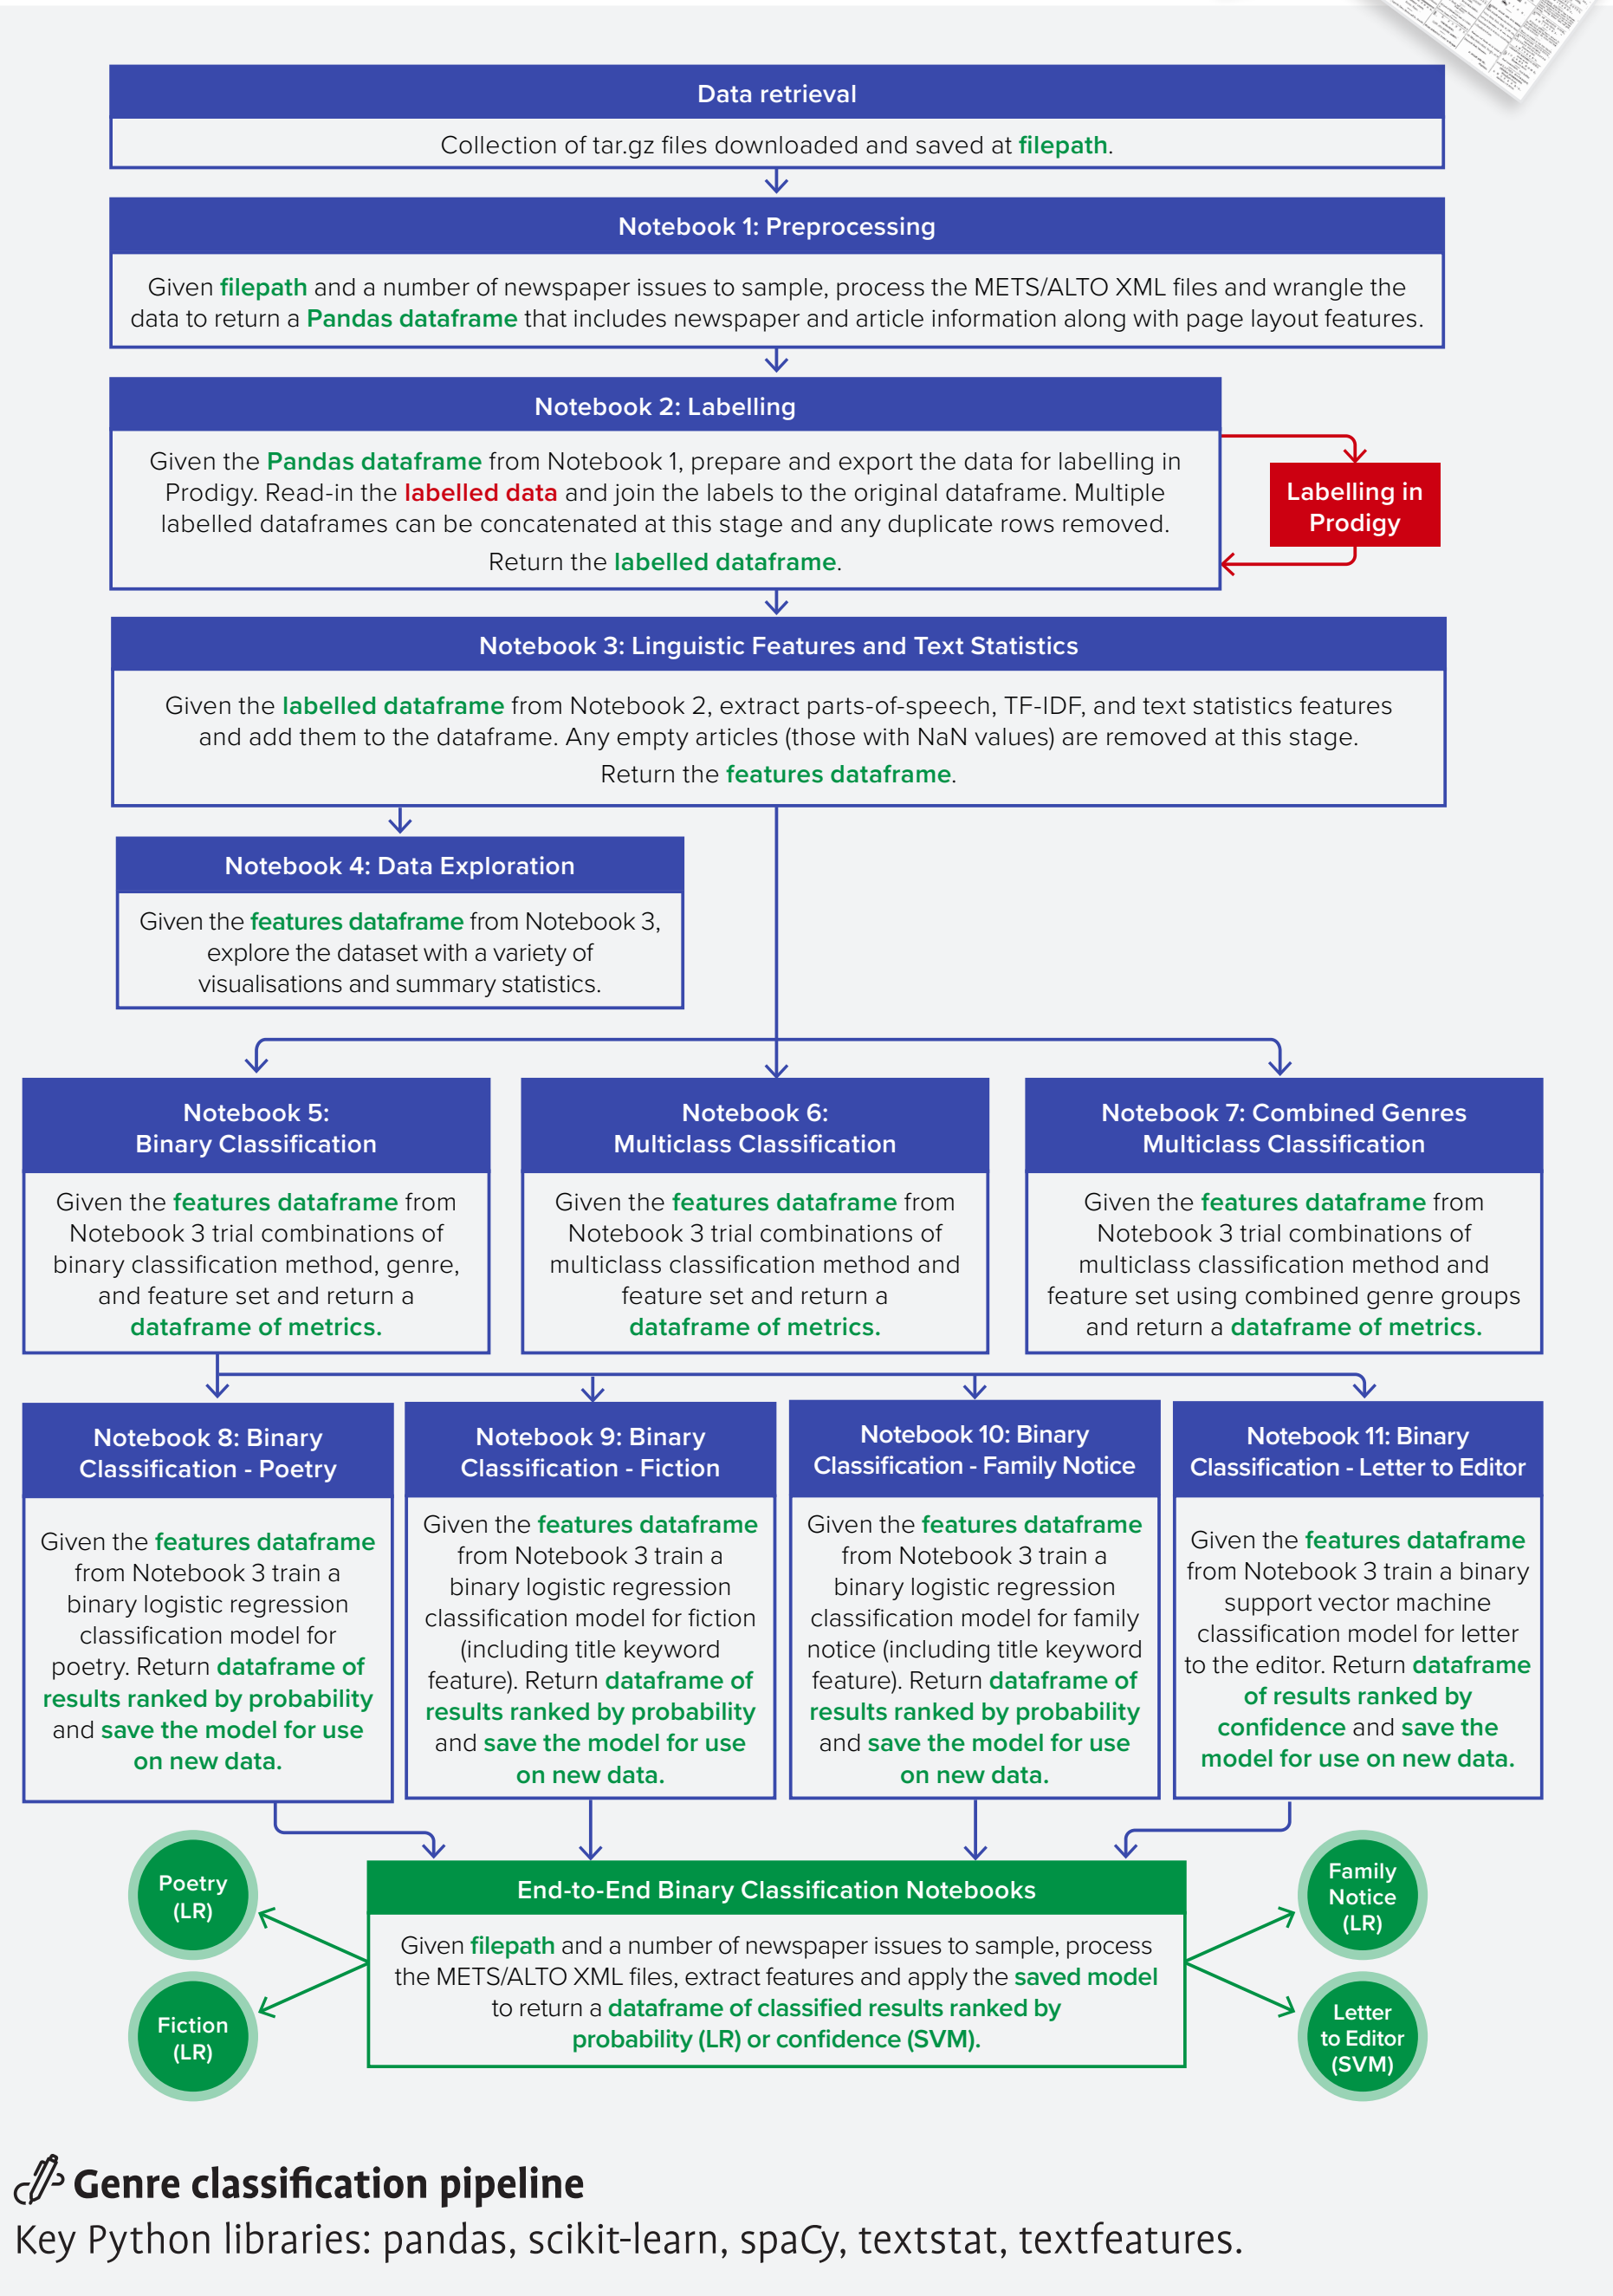 Data retrieval
Collection of tar.gz files downloaded and saved at filepath.
Notebook 1: Preprocessing
Given filepath and a number of newspaper issues to sample, process the METS/ALTO XML files and wrangle the
data to return a Pandas dataframe that includes newspaper and article information along with page layout features.
Notebook 2: Labelling
Given the Pandas dataframe from Notebook 1, prepare and export the data for labelling in
Prodigy. Read-in the labelled data and join the labels to the original dataframe. Multiple
labelled dataframes can be concatenated at this stage and any duplicate rows removed.
Return the labelled dataframe.
Labelling in
Prodigy
Notebook 3: Linguistic Features and Text Statistics
Given the labelled dataframe from Notebook 2, extract parts-of-speech, TF-IDF, and text statistics features
and add them to the dataframe. Any empty articles (those with NaN values) are removed at this stage.
Return the features dataframe.
Notebook 4: Data Exploration
Given the features dataframe from Notebook 3,
explore the dataset with a variety of
visualisations and summary statistics.
Notebook 5:
Binary Classification
Given the features dataframe from
Notebook 3 trial combinations of
binary classification method, genre,
and feature set and return a
dataframe of metrics.
Notebook 6:
Multiclass Classification
Given the features dataframe from
Notebook 3 trial combinations of
multiclass classification method and
feature set and return a
dataframe of metrics.
Notebook 7: Combined Genres
Multiclass Classification
Given the features dataframe from
Notebook 3 trial combinations of
multiclass classification method and
feature set using combined genre groups
and return a dataframe of metrics.
Notebook 8: Binary
Classification - Poetry
Given the features dataframe
from Notebook 3 train a
binary logistic regression
classification model for
poetry. Return dataframe of
results ranked by probability
and save the model for use
on new data.
Notebook 9: Binary
Classification - Fiction
Given the features dataframe
from Notebook 3 train a
binary logistic regression
classification model for fiction
(including title keyword
feature). Return dataframe of
results ranked by probability
and save the model for use
on new data.
Notebook 10: Binary
Classification - Family Notice
Given the features dataframe
from Notebook 3 train a
binary logistic regression
classification model for family
notice (including title keyword
feature). Return dataframe of
results ranked by probability
and save the model for use
on new data.
Notebook 11: Binary
Classification - Letter to Editor
Given the features dataframe
from Notebook 3 train a binary
support vector machine
classification model for letter
to the editor. Return dataframe
of results ranked by
confidence and save the
model for use on new data.
Poetry
(LR)
Fiction
(LR)
End-to-End Binary Classification Notebooks
Given filepath and a number of newspaper issues to sample, process
the METS/ALTO XML files, extract features and apply the saved model
to return a dataframe of classified results ranked by
probability (LR) or confidence (SVM).
Family
Notice
(LR)
Letter
to Editor
(SVM)
Genre classification pipeline
Key Python libraries: pandas, scikit-learn, spaCy, textstat, textfeatures.